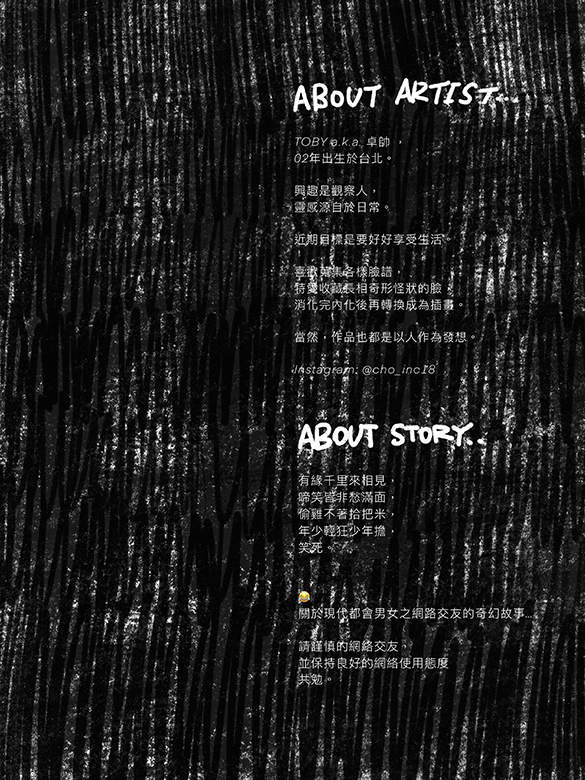 ABOUT ARTIST...
TOBY a.k.a. 卓帥，
02年出生於台北。
興趣是觀察人，
靈感源自於日常。
近期目標是要好好享受生活。
喜歡蒐集各樣臉譜，
特愛收藏長相奇形怪狀的臉，
消化完內化後再轉換成為插畫。
當然，作品也都是以人作為發想。
Instagram: @cho_inc18
ABOUT STORY..
有緣千里來相見，
啼笑皆非愁滿面，
偷雞不著拾把米，
年少輕狂少年擔，
笑死。
😂
關於現代都會男女之網路交友的奇幻故事...
請謹慎的網絡交友，
並保持良好的網絡使用態度
共勉。